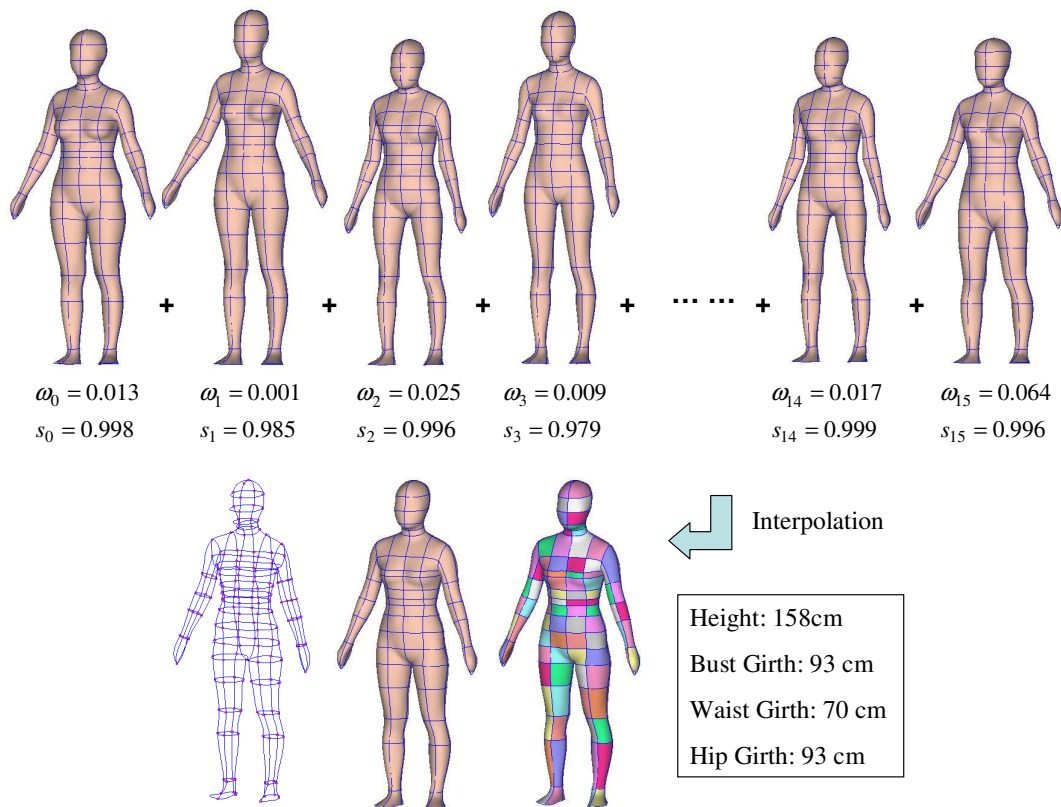 + + + + ...... + +
ω₀ = 0.013 ω₁ = 0.001 ω₂ = 0.025 ω₃ = 0.009 ω₁₄ = 0.017 ω₁₅ = 0.064
s₀ = 0.998 s₁ = 0.985 s₂ = 0.996 s₃ = 0.979 s₁₄ = 0.999 s₁₅ = 0.996
Interpolation
Height: 158cm
Bust Girth: 93 cm
Waist Girth: 70 cm
Hip Girth: 93 cm